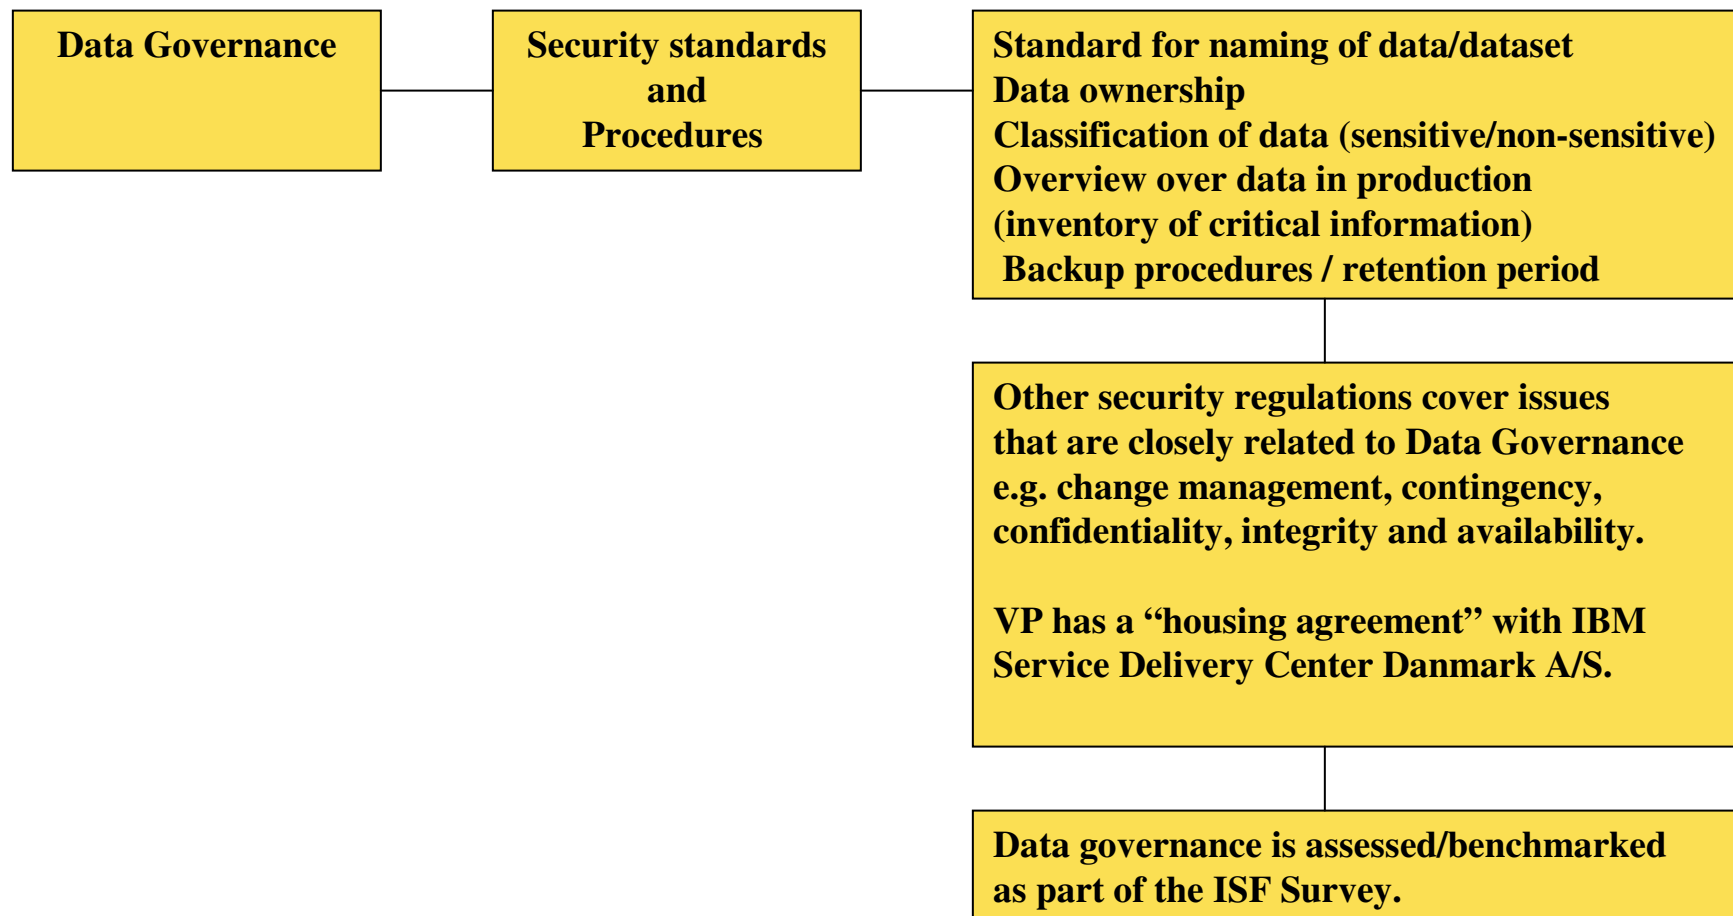 Data Governance
Security standards
and
Procedures
Standard for naming of data/dataset
Data ownership
Classification of data (sensitive/non-sensitive)
Overview over data in production
(inventory of critical information)
Backup procedures / retention period
Other security regulations cover issues
that are closely related to Data Governance
e.g. change management, contingency,
confidentiality, integrity and availability.
VP has a “housing agreement” with IBM
Service Delivery Center Danmark A/S.
Data governance is assessed/benchmarked
as part of the ISF Survey.